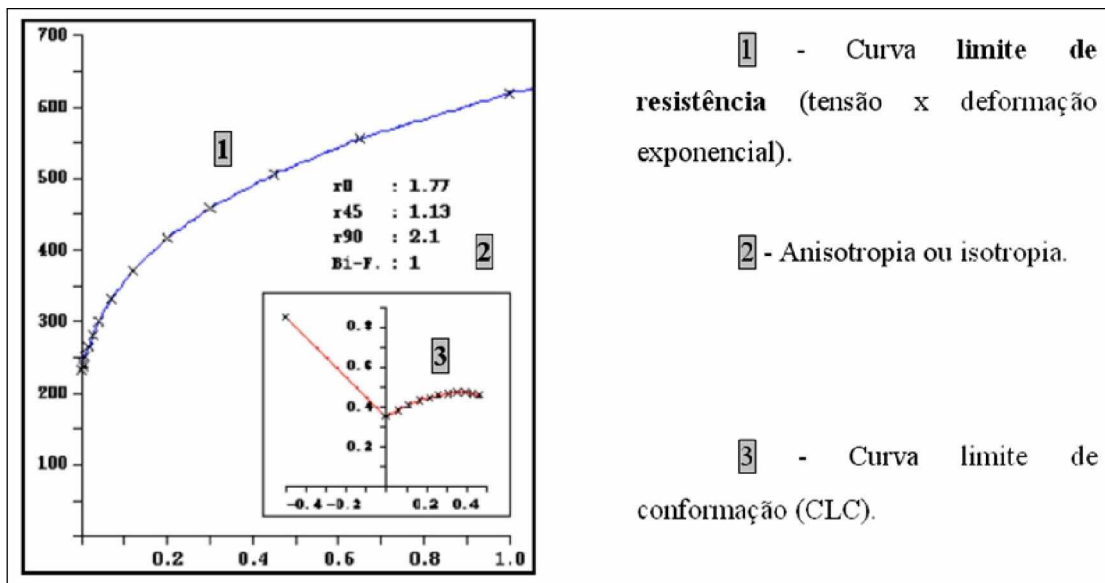 700
600
500
400
300
200
100
0.2 0.4 0.6 0.8 1.0
1
r0 : 1.77
r45 : 1.13
r90 : 2.1
Bi-F. : 1
2
0.8
0.6
0.4
0.2
-0.4 -0.2 0.2 0.4
3
1 - Curva limite de
resistência (tensão x deformação
exponencial).
2 - Anisotropia ou isotropia.
3 - Curva limite de
conformação (CLC).